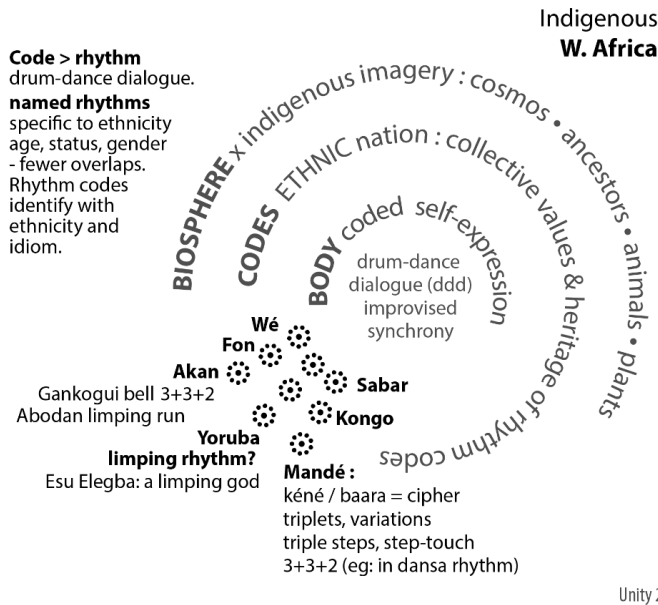 Indigenous
W. Africa
Code > rhythm
drum-dance dialogue.
named rhythms
specific to ethnicity
age, status, gender
- fewer overlaps.
Rhythm codes
identify with
ethnicity and
idiom.
BIOSPHERE x indigenous imagery : cosmos • ancestors • animals • plants
CODES ETHNIC nation : collective values & heritage of rhythm codes
BODY coded self-expression
drum-dance
dialogue (ddd)
improvised
synchrony
Wé
Fon
Akan
Gankogui bell 3+3+2
Abodan limping run
Sabar
Kongo
Yoruba
limping rhythm?
Esu Elegba: a limping god
Mandé :
kéné / baara = cipher
triplets, variations
triple steps, step-touch
3+3+2 (eg: in dansa rhythm)
Unity